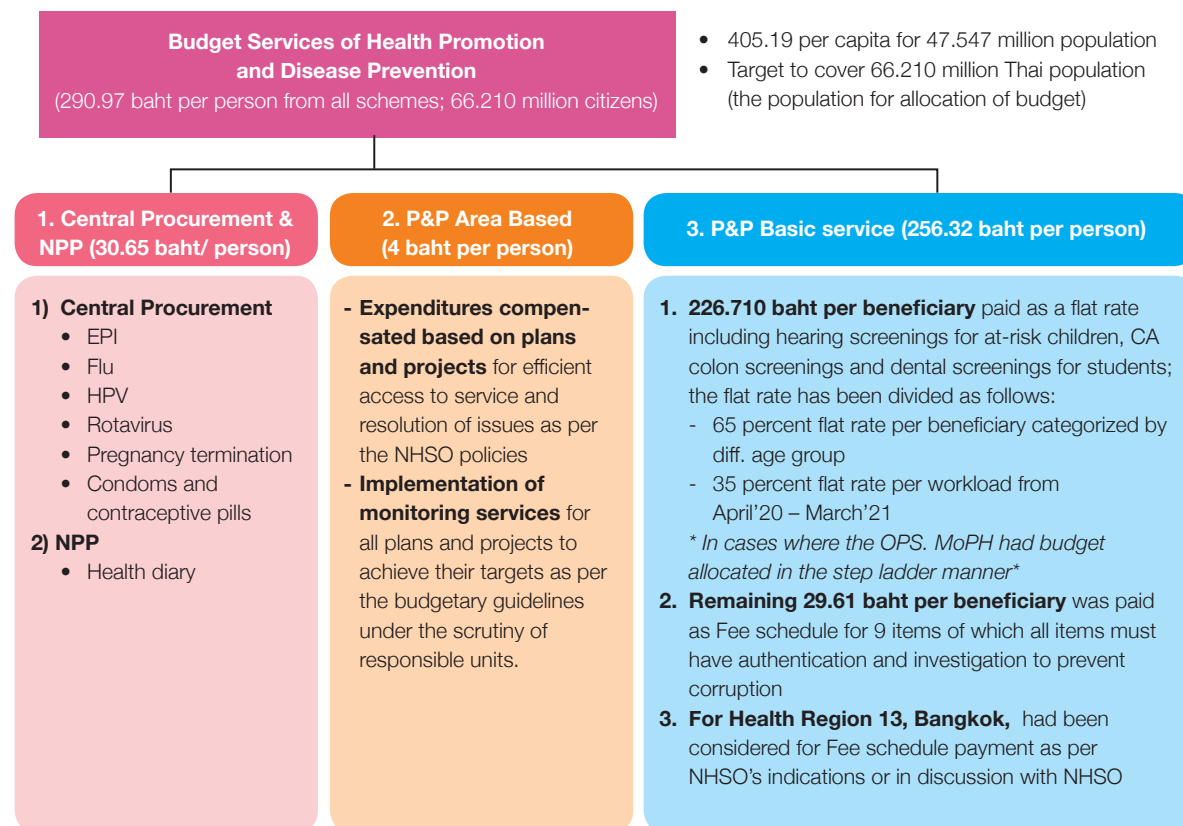 Budget Services of Health Promotion
and Disease Prevention
(290.97 baht per person from all schemes; 66.210 million citizens)
• 405.19 per capita for 47.547 million population
• Target to cover 66.210 million Thai population
(the population for allocation of budget)
1. Central Procurement &
NPP (30.65 baht/ person)
1) Central Procurement
• EPI
• Flu
• HPV
• Rotavirus
• Pregnancy termination
• Condoms and
contraceptive pills
2) NPP
• Health diary
2. P&P Area Based
(4 baht per person)
- Expenditures compen-
sated based on plans
and projects for efficient
access to service and
resolution of issues as per
the NHSO policies
- Implementation of
monitoring services for
all plans and projects to
achieve their targets as per
the budgetary guidelines
under the scrutiny of
responsible units.
3. P&P Basic service (256.32 baht per person)
1. 226.710 baht per beneficiary paid as a flat rate
including hearing screenings for at-risk children, CA
colon screenings and dental screenings for students;
the flat rate has been divided as follows:
- 65 percent flat rate per beneficiary categorized by
diff. age group
- 35 percent flat rate per workload from
April'20 – March'21
* In cases where the OPS. MoPH had budget
allocated in the step ladder manner*
2. Remaining 29.61 baht per beneficiary was paid
as Fee schedule for 9 items of which all items must
have authentication and investigation to prevent
corruption
3. For Health Region 13, Bangkok, had been
considered for Fee schedule payment as per
NHSO's indications or in discussion with NHSO